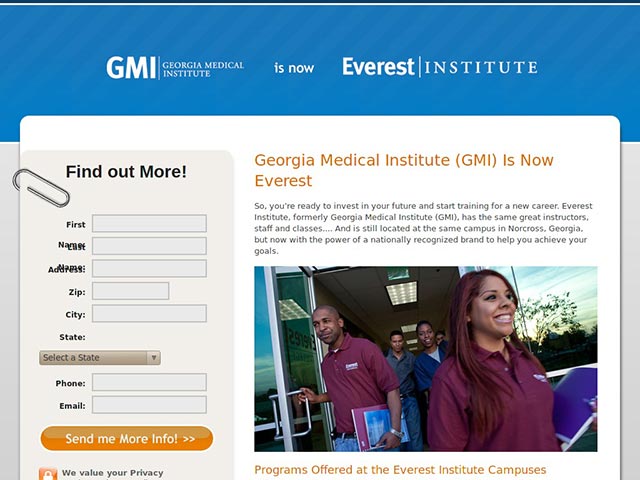 GMI GEORGIA MEDICAL INSTITUTE is now Everest INSTITUTE
Find out More!
First Name:
Last Name:
Address:
Zip:
City:
State:
Select a State
Phone:
Email:
Send me More Info! >>
We value your Privacy
Georgia Medical Institute (GMI) Is Now
Everest
So, you're ready to invest in your future and start training for a new career. Everest
Institute, formerly Georgia Medical Institute (GMI), has the same great instructors,
staff and classes.... And is still located at the same campus in Norcross, Georgia,
but now with the power of a nationally recognized brand to help you achieve your
goals.
Everest
Everest
Programs Offered at the Everest Institute Campuses